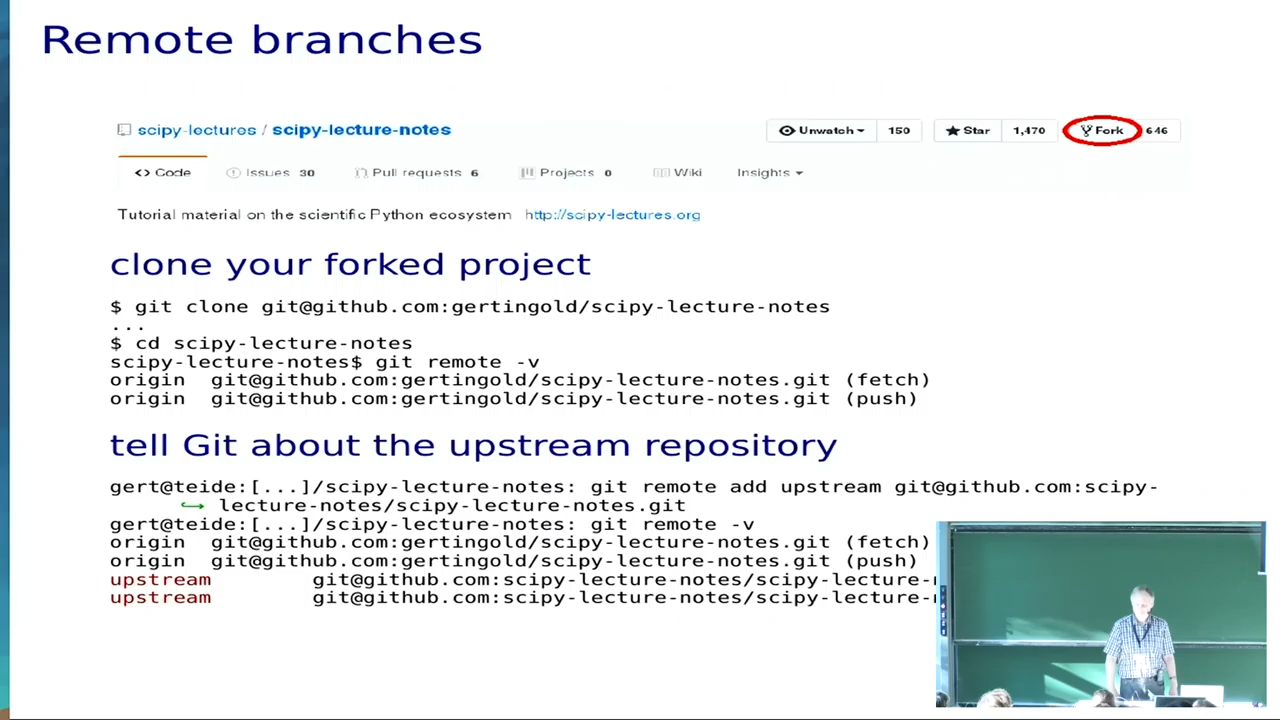 Remote branches
scipy-lectures / scipy-lecture-notes Unwatch 150 Star 1,470 Fork 646
Code Issues 30 Pull requests 6 Projects 0 Wiki Insights
Tutorial material on the scientific Python ecosystem http://scipy-lectures.org
clone your forked project
$ git clone git@github.com:gertingold/scipy-lecture-notes
...
$ cd scipy-lecture-notes
scipy-lecture-notes$ git remote -v
origin git@github.com:gertingold/scipy-lecture-notes.git (fetch)
origin git@github.com:gertingold/scipy-lecture-notes.git (push)
tell Git about the upstream repository
gert@teide:[...]/scipy-lecture-notes: git remote add upstream git@github.com:scipy-
↪ lecture-notes/scipy-lecture-notes.git
gert@teide:[...]/scipy-lecture-notes: git remote -v
origin git@github.com:gertingold/scipy-lecture-notes.git (fetch)
origin git@github.com:gertingold/scipy-lecture-notes.git (push)
upstream git@github.com:scipy-lecture-notes/scipy-lecture-
upstream git@github.com:scipy-lecture-notes/scipy-lecture-